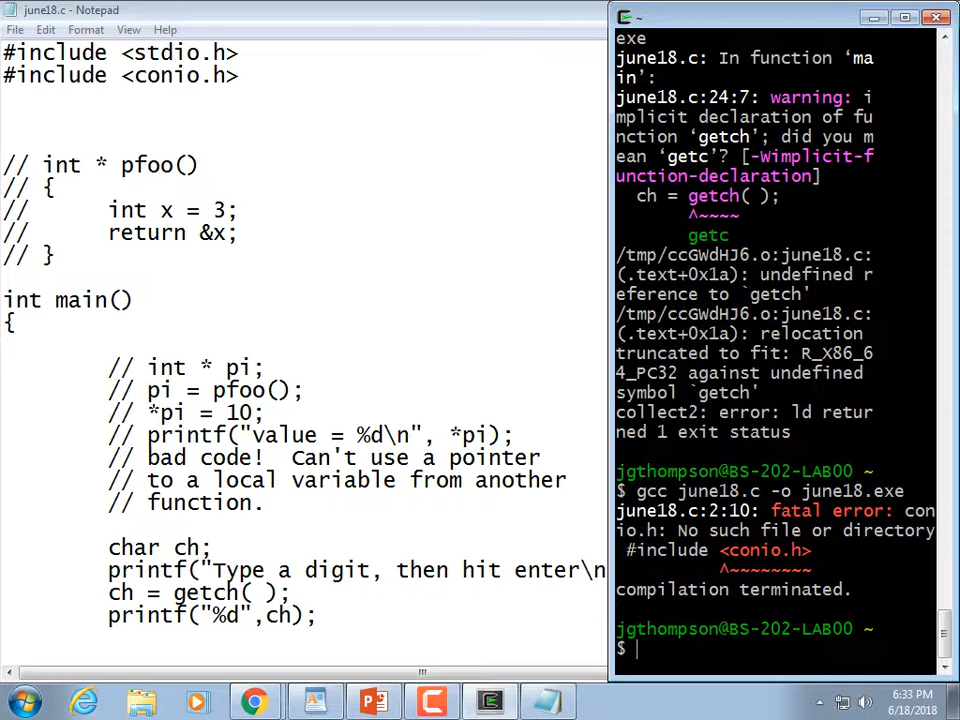 june18.c - Notepad
File Edit Format View Help
#include <stdio.h>
#include <conio.h>
// int * pfoo()
// {
// int x = 3;
// return &x;
// }
int main()
{
// int * pi;
// pi = pfoo();
// *pi = 10;
// printf("value = %d\n", *pi);
// bad code! Can't use a pointer
// to a local variable from another
// function.
char ch;
printf("Type a digit, then hit enter\n
ch = getch( );
printf("%d",ch);
~
exe
june18.c: In function ‘ma
in’:
june18.c:24:7: warning: i
mplicit declaration of fu
nction ‘getch’; did you m
ean ‘getc’? [-Wimplicit-f
unction-declaration]
ch = getch( );
^~~~~
getc
/tmp/ccGWdHJ6.o:june18.c:
(.text+0x1a): undefined r
eference to `getch'
/tmp/ccGWdHJ6.o:june18.c:
(.text+0x1a): relocation
truncated to fit: R_X86_6
4_PC32 against undefined
symbol `getch'
collect2: error: ld retur
ned 1 exit status
jgthompson@BS-202-LAB00 ~
$ gcc june18.c -o june18.exe
june18.c:2:10: fatal error: con
io.h: No such file or directory
#include <conio.h>
^~~~~~~~~
compilation terminated.
jgthompson@BS-202-LAB00 ~
$
6:33 PM
6/18/2018